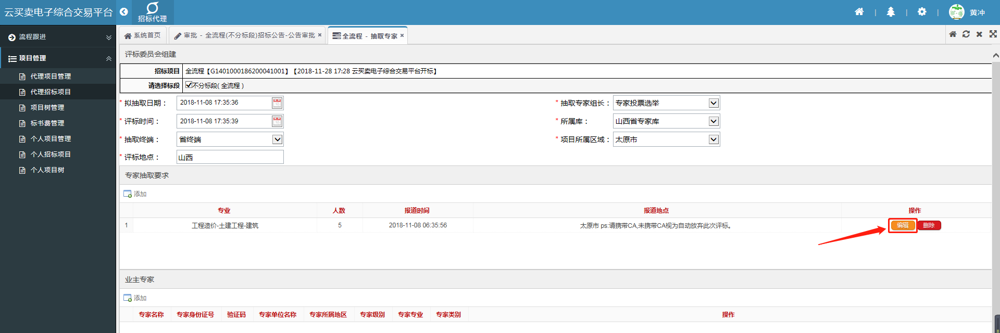 云买卖电子综合交易平台
招标代理
黄冲
流程跟进
项目管理
代理项目管理
代理招标项目
项目树管理
标书费管理
个人项目管理
个人招标项目
个人项目树
系统首页
审批 - 全流程(不分标段)招标公告-公告审批 ×
全流程 - 抽取专家 ×
评标委员会组建
招标项目 全流程【G1401000186200041001】【2018-11-28 17:28 云买卖电子综合交易平台开标】
请选择标段 不分标段( 全流程 )
* 拟抽取日期： 2018-11-08 17:35:36 * 抽取专家组长： 专家投票选举
* 评标时间： 2018-11-08 17:35:39 * 所属库： 山西省专家库
* 抽取终端： 省终端 * 项目所属区域： 太原市
* 评标地点： 山西
专家抽取要求
添加
专业 人数 报道时间 报道地点 操作
1 工程造价-土建工程-建筑 5 2018-11-08 06:35:56 太原市 ps:请携带CA,未携带CA视为自动放弃此次评标。 编辑 删除
业主专家
添加
专家名称 专家身份证号 验证码 专家单位名称 专家所属地区 专家级别 专家专业 专家类别 操作